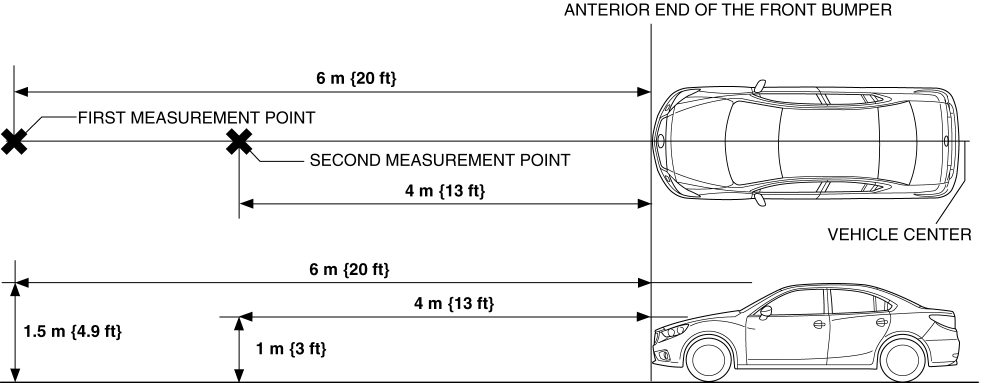 ANTERIOR END OF THE FRONT BUMPER
6 m {20 ft}
FIRST MEASUREMENT POINT
SECOND MEASUREMENT POINT
4 m {13 ft}
VEHICLE CENTER
6 m {20 ft}
4 m {13 ft}
1.5 m {4.9 ft}
1 m {3 ft}